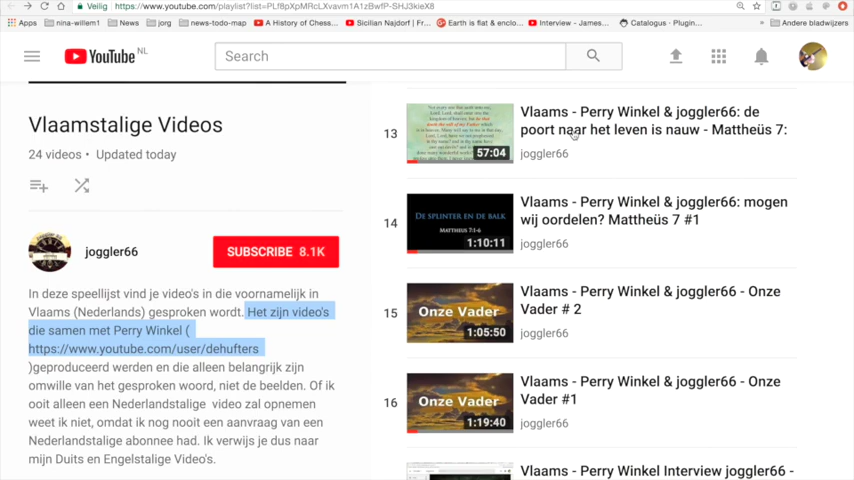 Veilig
https://www.youtube.com/playlist?list=PLf8pXpMRcLXvavm1A1zBwfP-SHJ3kieX8
Apps
nina-willem1
News
jorg
news-todo-map
A History of Chess...
Sicilian Najdorf | F...
Earth is flat & enclo...
Interview - James...
Catalogus - Plugin...
Andere bladwijzers
YouTube NL
Search
Vlaamstalige Videos
24 videos • Updated today
joggler66
SUBSCRIBE 8.1K
In deze speellijst vind je video's in die voornamelijk in
Vlaams (Nederlands) gesproken wordt. Het zijn video's
die samen met Perry Winkel (
https://www.youtube.com/user/dehufters
)geproduceerd werden en die alleen belangrijk zijn
omwille van het gesproken woord, niet de beelden. Of ik
ooit alleen een Nederlandstalige video zal opnemen
weet ik niet, omdat ik nog nooit een aanvraag van een
Nederlandstalige abonnee had. Ik verwijs je dus naar
mijn Duits en Engelstalige Video's.
13
57:04
Vlaams - Perry Winkel & joggler66: de
poort naar het leven is nauw - Mattheüs 7:
joggler66
14
DE SPLINTER EN DE BALK
MATTHEUS 7:1-6
1:10:11
Vlaams - Perry Winkel & joggler66: mogen
wij oordelen? Mattheüs 7 #1
joggler66
15
Onze Vader
1:05:50
Vlaams - Perry Winkel & joggler66 - Onze
Vader # 2
joggler66
16
Onze Vader
1:19:40
Vlaams - Perry Winkel & joggler66 - Onze
Vader #1
joggler66
Vlaams - Perry Winkel Interview joggler66 -